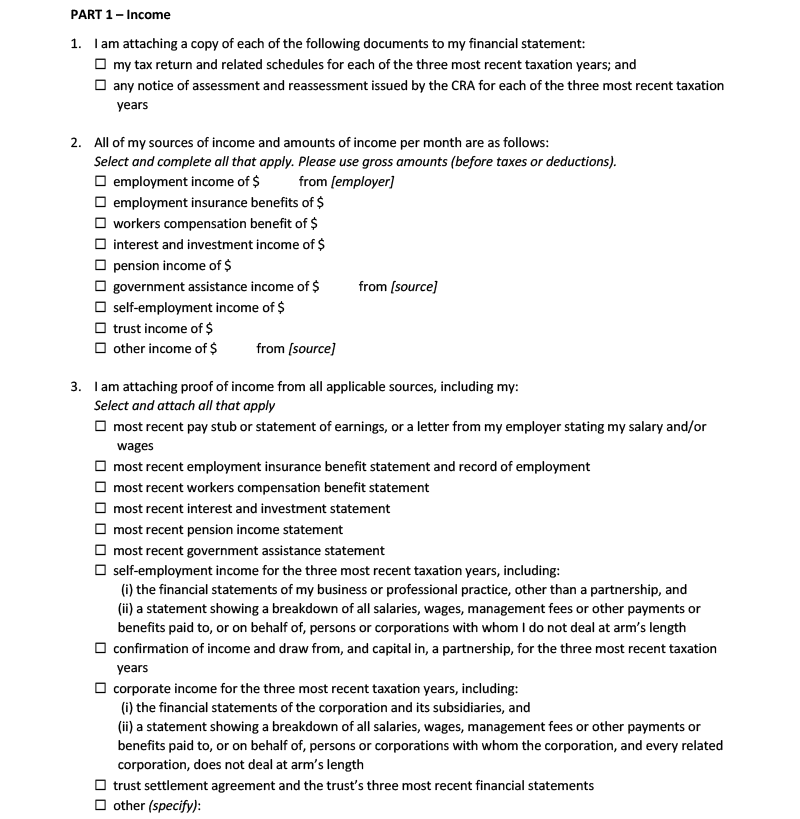 PART 1 – Income
1. I am attaching a copy of each of the following documents to my financial statement:
☐ my tax return and related schedules for each of the three most recent taxation years; and
☐ any notice of assessment and reassessment issued by the CRA for each of the three most recent taxation
years
2. All of my sources of income and amounts of income per month are as follows:
Select and complete all that apply. Please use gross amounts (before taxes or deductions).
☐ employment income of $ from [employer]
☐ employment insurance benefits of $
☐ workers compensation benefit of $
☐ interest and investment income of $
☐ pension income of $
☐ government assistance income of $ from [source]
☐ self-employment income of $
☐ trust income of $
☐ other income of $ from [source]
3. I am attaching proof of income from all applicable sources, including my:
Select and attach all that apply
☐ most recent pay stub or statement of earnings, or a letter from my employer stating my salary and/or
wages
☐ most recent employment insurance benefit statement and record of employment
☐ most recent workers compensation benefit statement
☐ most recent interest and investment statement
☐ most recent pension income statement
☐ most recent government assistance statement
☐ self-employment income for the three most recent taxation years, including:
(i) the financial statements of my business or professional practice, other than a partnership, and
(ii) a statement showing a breakdown of all salaries, wages, management fees or other payments or
benefits paid to, or on behalf of, persons or corporations with whom I do not deal at arm's length
☐ confirmation of income and draw from, and capital in, a partnership, for the three most recent taxation
years
☐ corporate income for the three most recent taxation years, including:
(i) the financial statements of the corporation and its subsidiaries, and
(ii) a statement showing a breakdown of all salaries, wages, management fees or other payments or
benefits paid to, or on behalf of, persons or corporations with whom the corporation, and every related
corporation, does not deal at arm's length
☐ trust settlement agreement and the trust's three most recent financial statements
☐ other (specify):